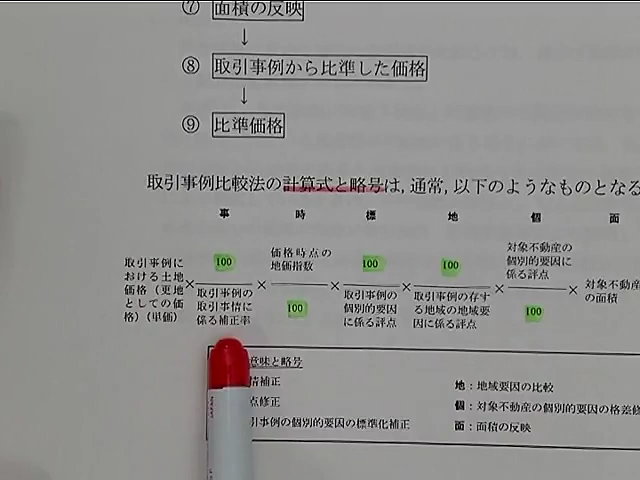 ⑦ 面積の反映
↓
⑧ 取引事例から比準した価格
↓
⑨ 比準価格
取引事例比較法の計算式と略号は,通常,以下のようなものとなる
事 時 標 地 個 面
取引事例に
おける土地
価格(更地
としての価
格)(単価)
×
100
取引事例の
取引事情に
係る補正率
×
価格時点の
地価指数
100
×
100
取引事例の
個別的要因
に係る評点
×
100
取引事例の存す
る地域の地域要
因に係る評点
×
対象不動産の
個別的要因に
係る評点
100
×
対象不動産
の面積
意味と略号
情補正
点修正
引事例の個別的要因の標準化補正
地:地域要因の比較
個:対象不動産の個別的要因の格差修
面:面積の反映